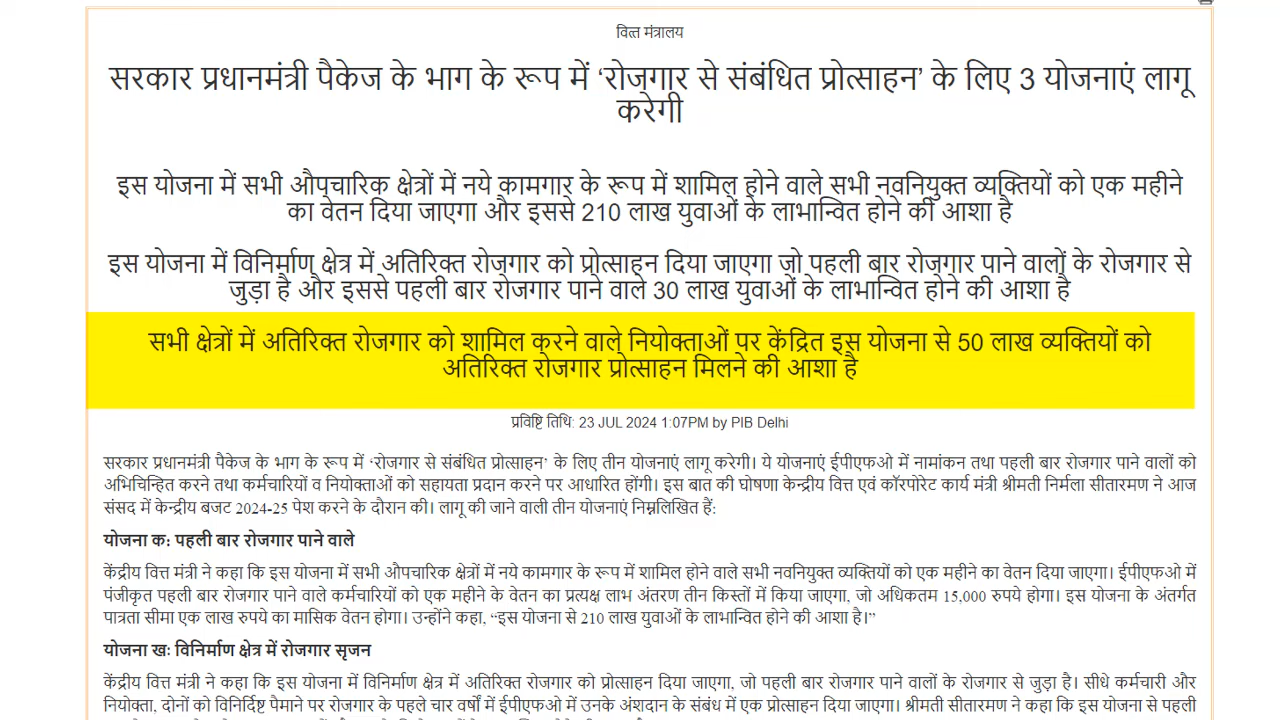 वित्त मंत्रालय
सरकार प्रधानमंत्री पैकेज के भाग के रूप में ‘रोजगार से संबंधित प्रोत्साहन’ के लिए 3 योजनाएं लागू
करेगी
इस योजना में सभी औपचारिक क्षेत्रों में नये कामगार के रूप में शामिल होने वाले सभी नवनियुक्त व्यक्तियों को एक महीने
का वेतन दिया जाएगा और इससे 210 लाख युवाओं के लाभान्वित होने की आशा है
इस योजना में विनिर्माण क्षेत्र में अतिरिक्त रोजगार को प्रोत्साहन दिया जाएगा जो पहली बार रोजगार पाने वालों के रोजगार से
जुड़ा है और इससे पहली बार रोजगार पाने वाले 30 लाख युवाओं के लाभान्वित होने की आशा है
सभी क्षेत्रों में अतिरिक्त रोजगार को शामिल करने वाले नियोक्ताओं पर केंद्रित इस योजना से 50 लाख व्यक्तियों को
अतिरिक्त रोजगार प्रोत्साहन मिलने की आशा है
प्रविष्टि तिथि: 23 JUL 2024 1:07PM by PIB Delhi
सरकार प्रधानमंत्री पैकेज के भाग के रूप में ‘रोजगार से संबंधित प्रोत्साहन’ के लिए तीन योजनाएं लागू करेगी। ये योजनाएं ईपीएफओ में नामांकन तथा पहली बार रोजगार पाने वालों को
अभिचिन्हित करने तथा कर्मचारियों व नियोक्ताओं को सहायता प्रदान करने पर आधारित होंगी। इस बात की घोषणा केन्द्रीय वित्त एवं कॉरपोरेट कार्य मंत्री श्रीमती निर्मला सीतारमण ने आज
संसद में केन्द्रीय बजट 2024-25 पेश करने के दौरान की। लागू की जाने वाली तीन योजनाएं निम्नलिखित हैं:
योजना क: पहली बार रोजगार पाने वाले
केंद्रीय वित्त मंत्री ने कहा कि इस योजना में सभी औपचारिक क्षेत्रों में नये कामगार के रूप में शामिल होने वाले सभी नवनियुक्त व्यक्तियों को एक महीने का वेतन दिया जाएगा। ईपीएफओ में
पंजीकृत पहली बार रोजगार पाने वाले कर्मचारियों को एक महीने के वेतन का प्रत्यक्ष लाभ अंतरण तीन किस्तों में किया जाएगा, जो अधिकतम 15,000 रुपये होगा। इस योजना के अंतर्गत
पात्रता सीमा एक लाख रुपये का मासिक वेतन होगा। उन्होंने कहा, “इस योजना से 210 लाख युवाओं के लाभान्वित होने की आशा है।”
योजना ख: विनिर्माण क्षेत्र में रोजगार सृजन
केंद्रीय वित्त मंत्री ने कहा कि इस योजना में विनिर्माण क्षेत्र में अतिरिक्त रोजगार को प्रोत्साहन दिया जाएगा, जो पहली बार रोजगार पाने वालों के रोजगार से जुड़ा है। सीधे कर्मचारी और
नियोक्ता, दोनों को विनिर्दिष्ट पैमाने पर रोजगार के पहले चार वर्षों में ईपीएफओ में उनके अंशदान के संबंध में एक प्रोत्साहन दिया जाएगा। श्रीमती सीतारमण ने कहा कि इस योजना से पहली